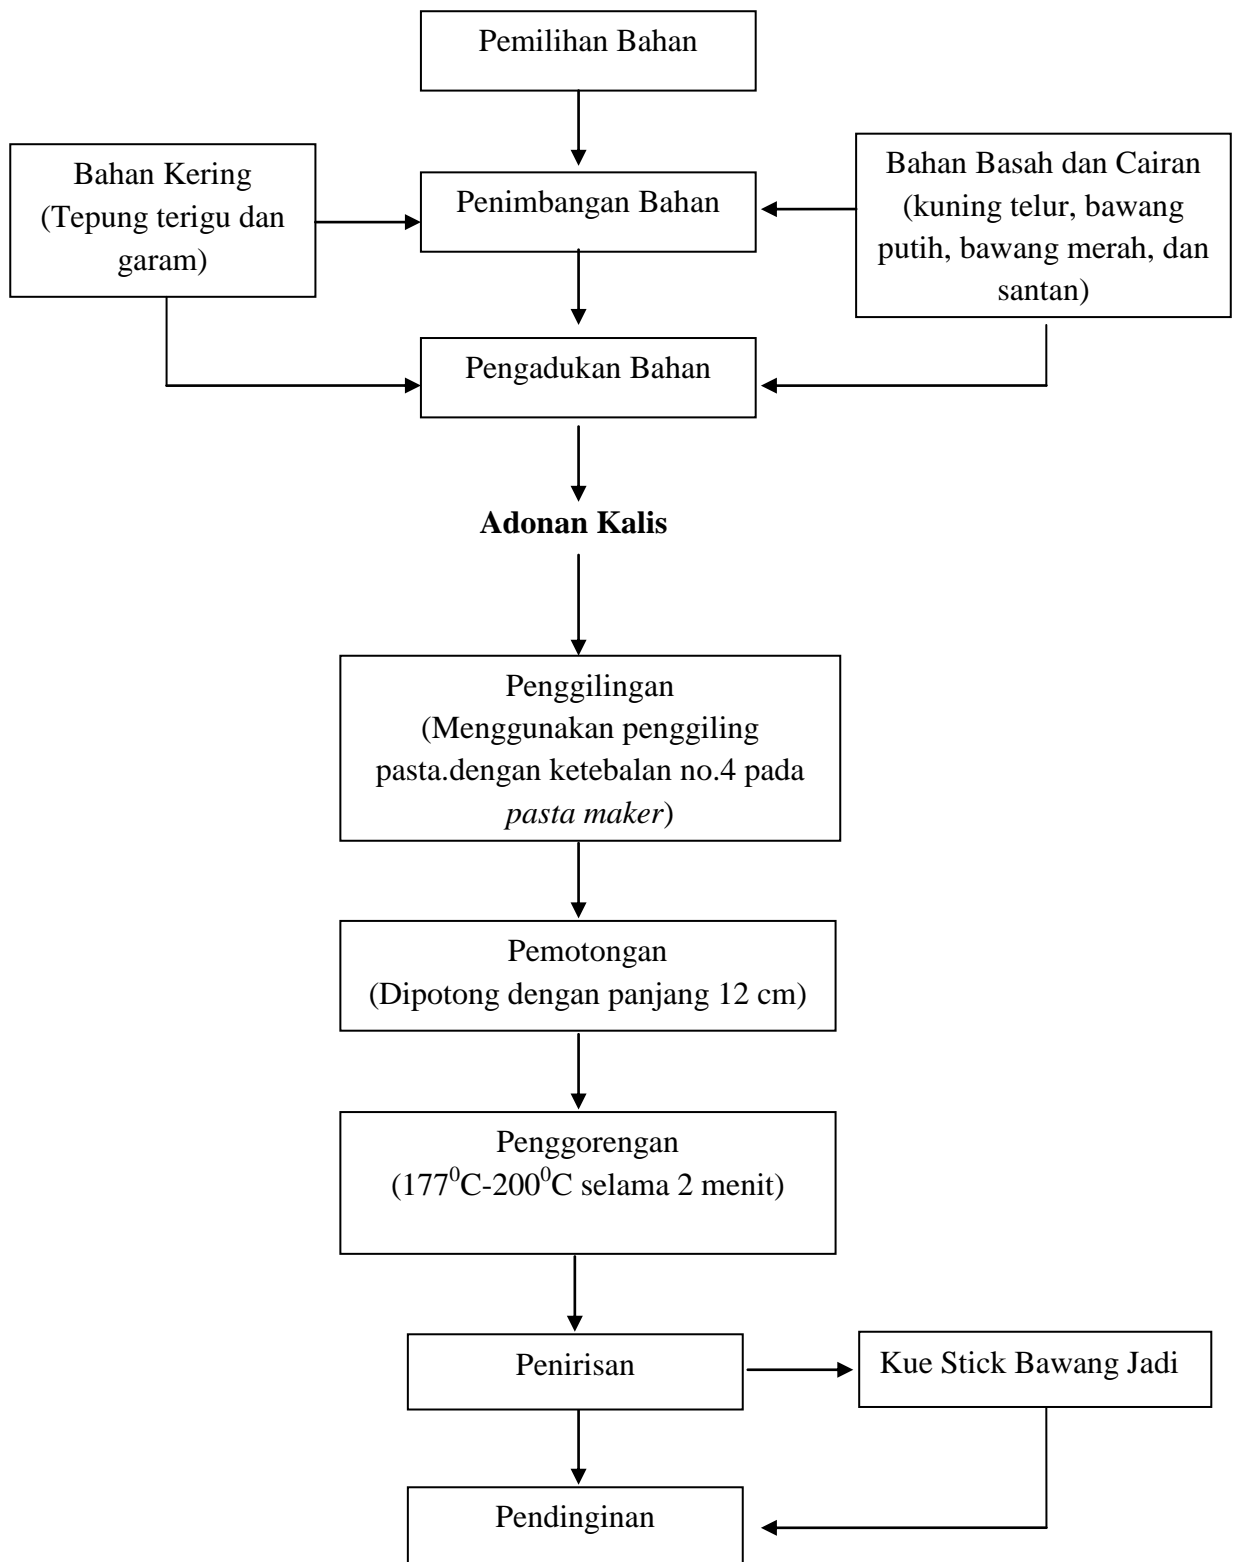 Pemilihan Bahan
Bahan Kering
(Tepung terigu dan
garam)
Penimbangan Bahan
Bahan Basah dan Cairan
(kuning telur, bawang
putih, bawang merah, dan
santan)
Pengadukan Bahan
Adonan Kalis
Penggilingan
(Menggunakan penggiling
pasta.dengan ketebalan no.4 pada
pasta maker)
Pemotongan
(Dipotong dengan panjang 12 cm)
Penggorengan
(177⁰C-200⁰C selama 2 menit)
Penirisan
Kue Stick Bawang Jadi
Pendinginan